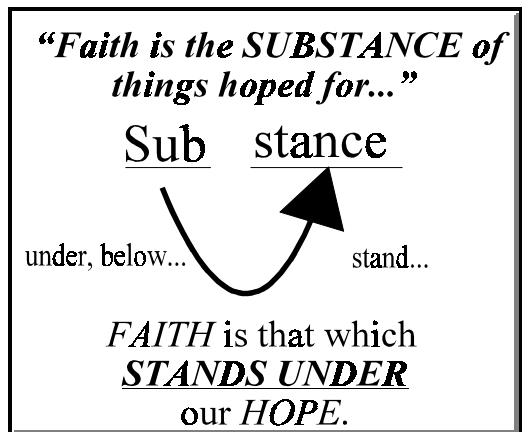 “Faith is the SUBSTANCE of
things hoped for...”
Sub stance
under, below... stand...
FAITH is that which
STANDS UNDER
our HOPE.